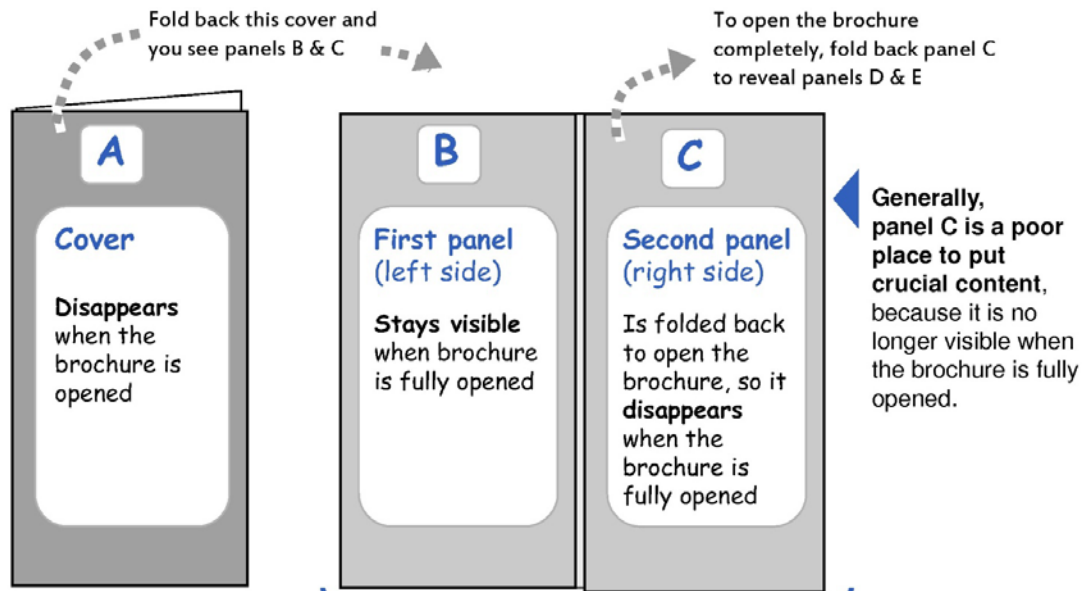 Fold back this cover and
you see panels B & C
To open the brochure
completely, fold back panel C
to reveal panels D & E
A
Cover
Disappears
when the
brochure is
opened
B
First panel
(left side)
Stays visible
when brochure
is fully opened
C
Second panel
(right side)
Is folded back
to open the
brochure, so it
disappears
when the
brochure is
fully opened
Generally,
panel C is a poor
place to put
crucial content,
because it is no
longer visible when
the brochure is fully
opened.